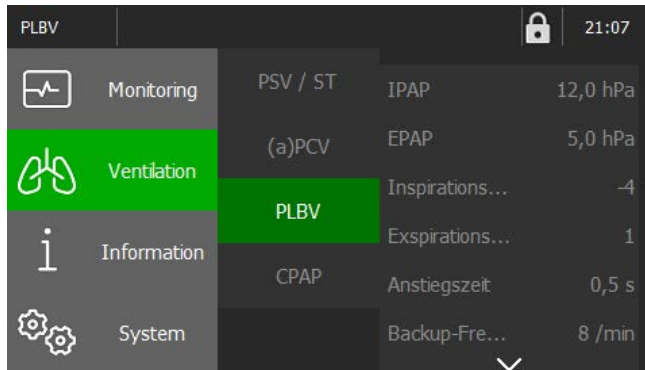 PLBV
21:07
Monitoring
Ventilation
Information
System
PSV / ST
(a)PCV
PLBV
CPAP
IPAP 12,0 hPa
EPAP 5,0 hPa
Inspirations... -4
Exspirations... 1
Anstiegszeit 0,5 s
Backup-Fre... 8 /min